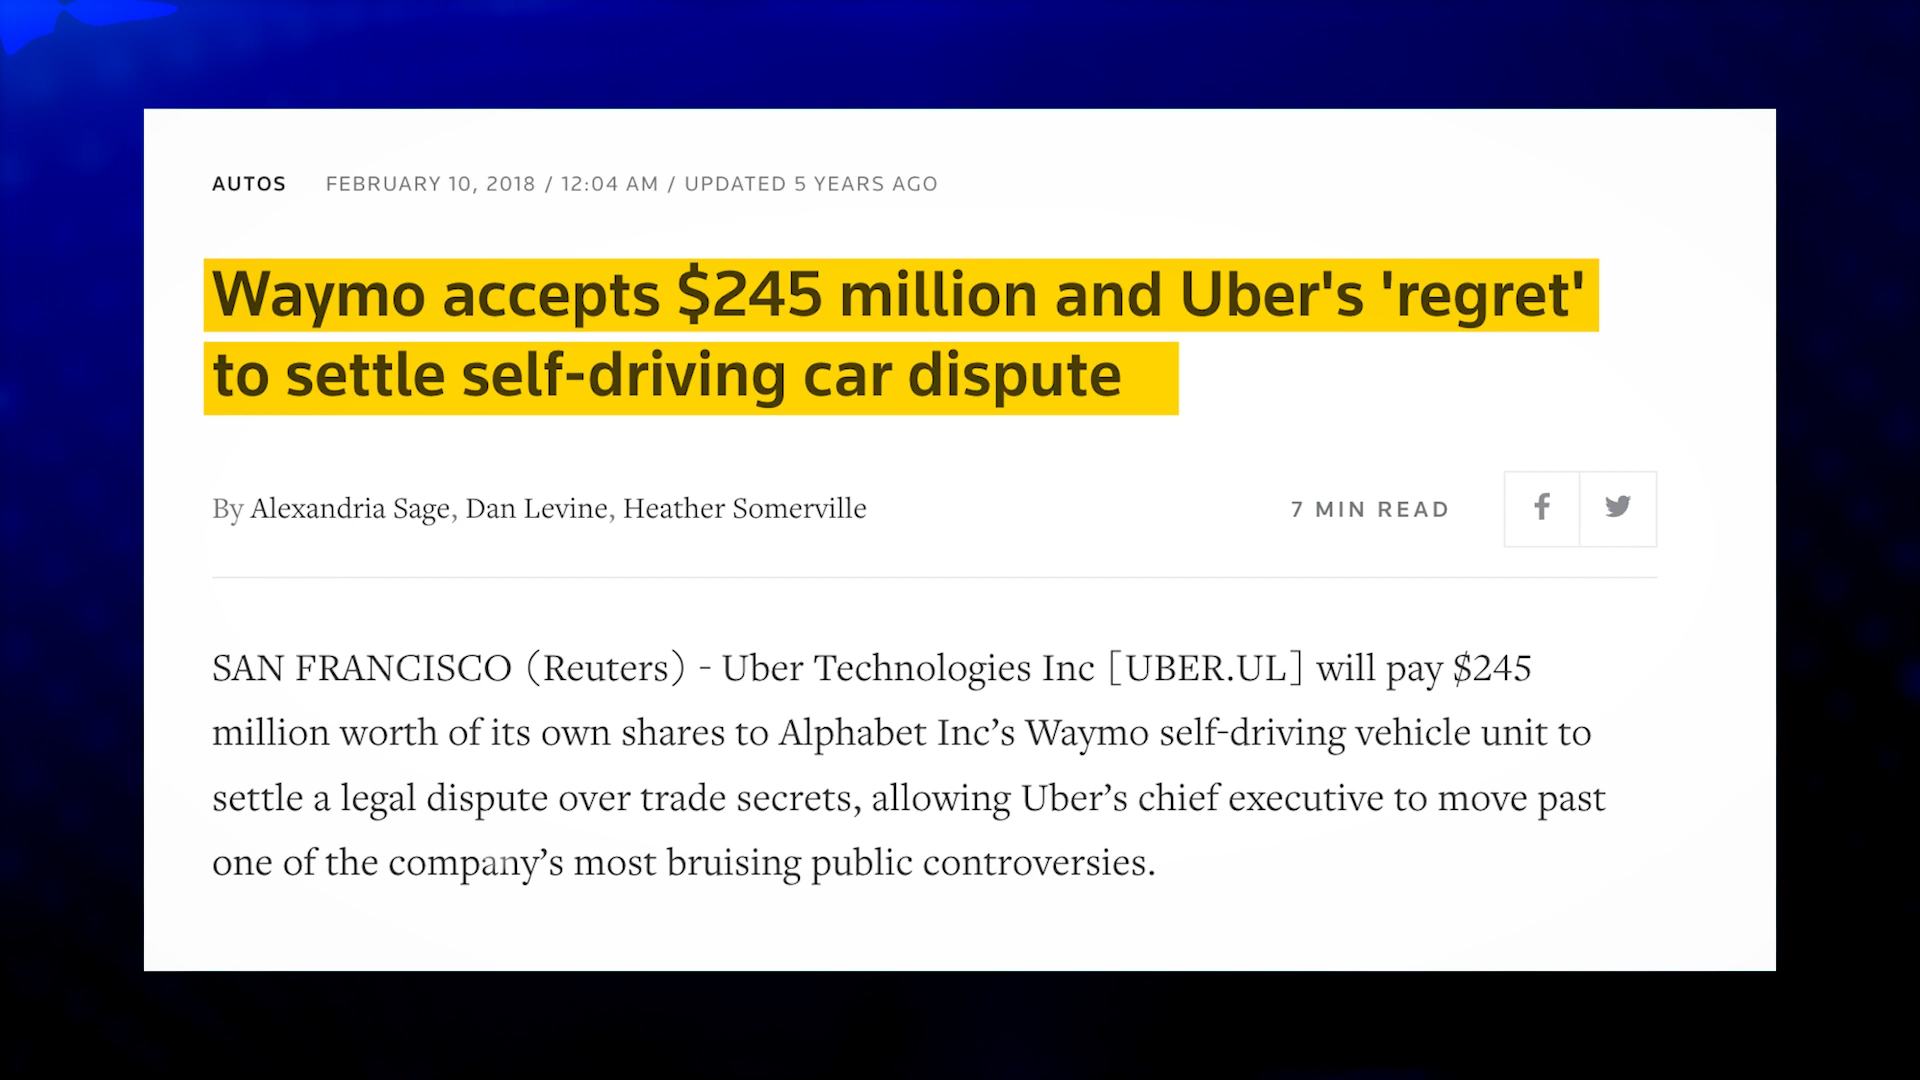 AUTOS FEBRUARY 10, 2018 / 12:04 AM / UPDATED 5 YEARS AGO
Waymo accepts $245 million and Uber's 'regret'
to settle self-driving car dispute
By Alexandria Sage, Dan Levine, Heather Somerville 7 MIN READ
SAN FRANCISCO (Reuters) - Uber Technologies Inc [UBER.UL] will pay $245
million worth of its own shares to Alphabet Inc’s Waymo self-driving vehicle unit to
settle a legal dispute over trade secrets, allowing Uber’s chief executive to move past
one of the company’s most bruising public controversies.